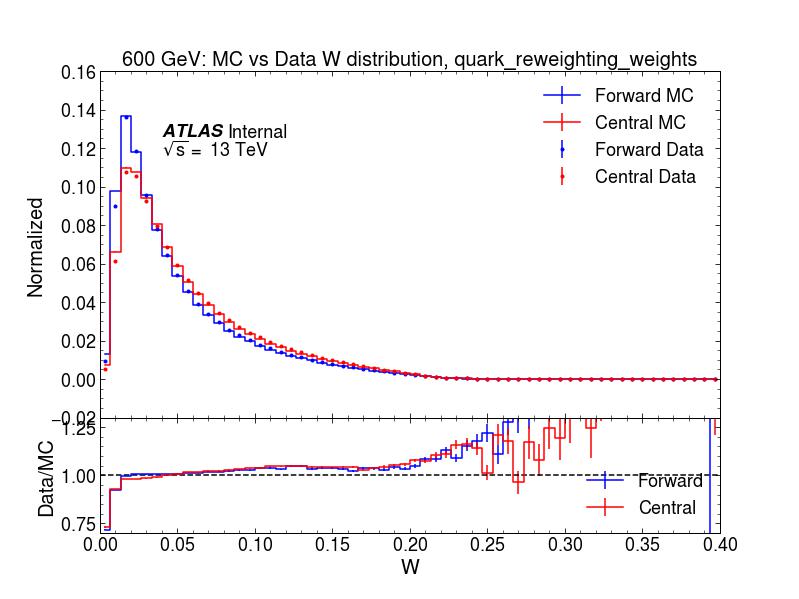 600 GeV: MC vs Data W distribution, quark_reweighting_weights
0.16
0.14
0.12
0.10
0.08
0.06
0.04
0.02
0.00
−0.02
Normalized
ATLAS Internal
√s = 13 TeV
Forward MC
Central MC
Forward Data
Central Data
1.25
1.00
0.75
Data/MC
Forward
Central
0.00 0.05 0.10 0.15 0.20 0.25 0.30 0.35 0.40
W